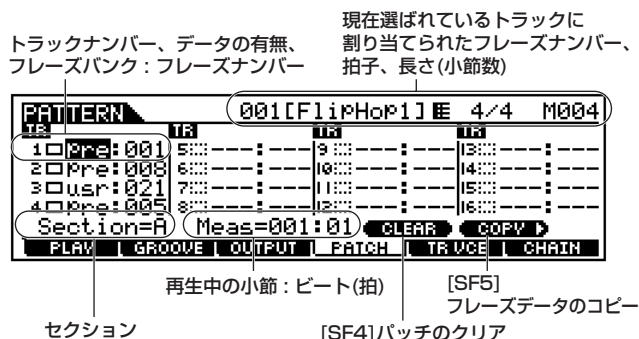 現在選ばれているトラックに
割り当てられたフレーズナンバー、
拍子、長さ(小節数)
トラックナンバー、データの有無、
フレーズバンク：フレーズナンバー
PATTERN 001[FlipHop1] 4/4 M004
TR TR TR TR
1 Pre:001 5 ---:--- 9 ---:--- 13 ---:---
2 Pre:008 6 ---:--- 10 ---:--- 14 ---:---
3 usr:021 7 ---:--- 11 ---:--- 15 ---:---
4 Pre:005 8 ---:--- 12 ---:--- 16 ---:---
Section=A Meas=001:01 CLEAR COPY
PLAY GROOVE OUTPUT PATCH TR VCE CHAIN
再生中の小節：ビート(拍)
[SF5]
フレーズデータのコピー
セクション
[SF4]パッチのクリア